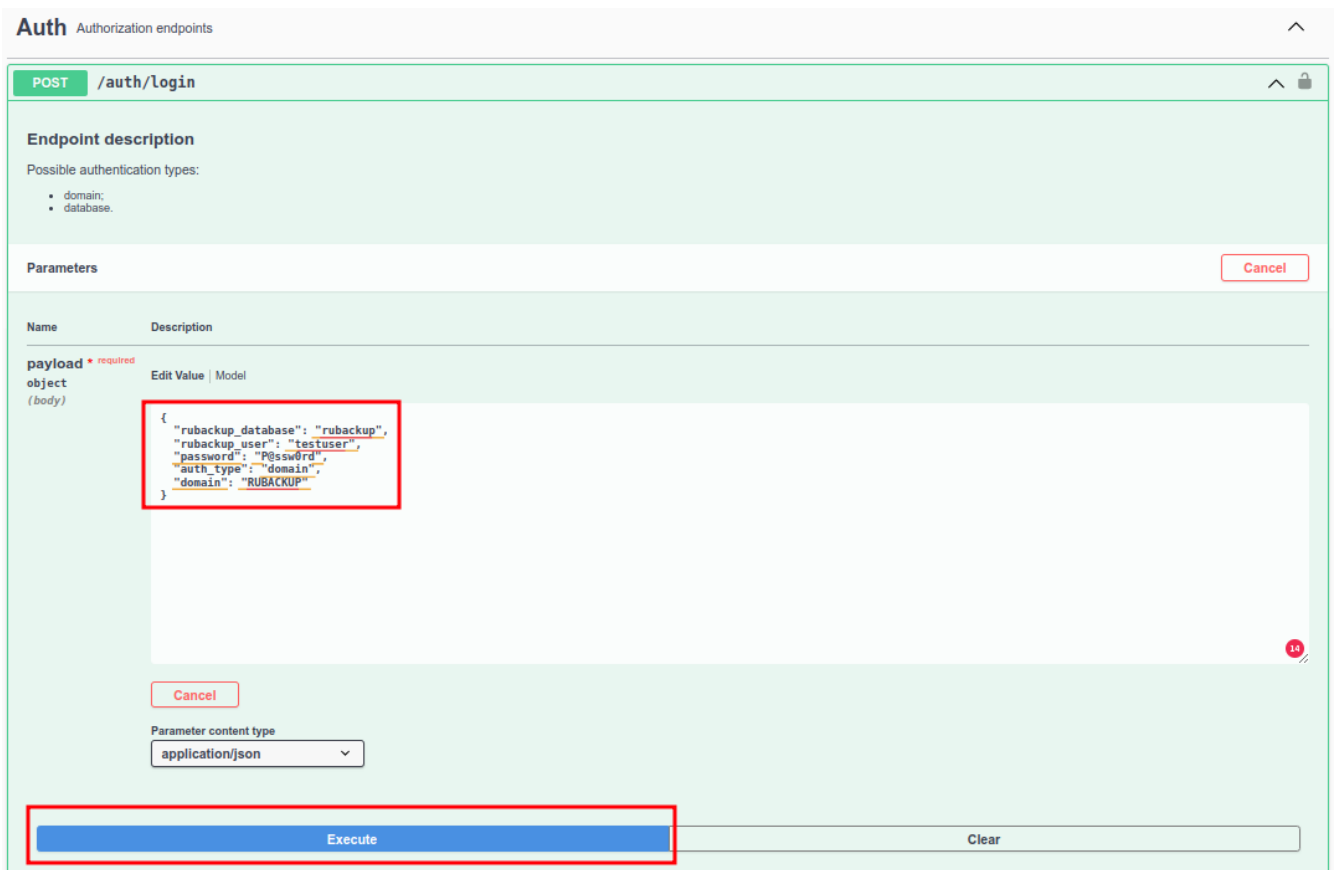 Auth Authorization endpoints
POST /auth/login
Endpoint description
Possible authentication types:
• domain;
• database.
Parameters
Cancel
Name Description
payload * required
object
(body)
Edit Value | Model
{
"rubackup_database": "rubackup",
"rubackup_user": "testuser",
"password": "P@ssw0rd",
"auth_type": "domain",
"domain": "RUBACKUP"
}
14
Cancel
Parameter content type
application/json
Execute
Clear